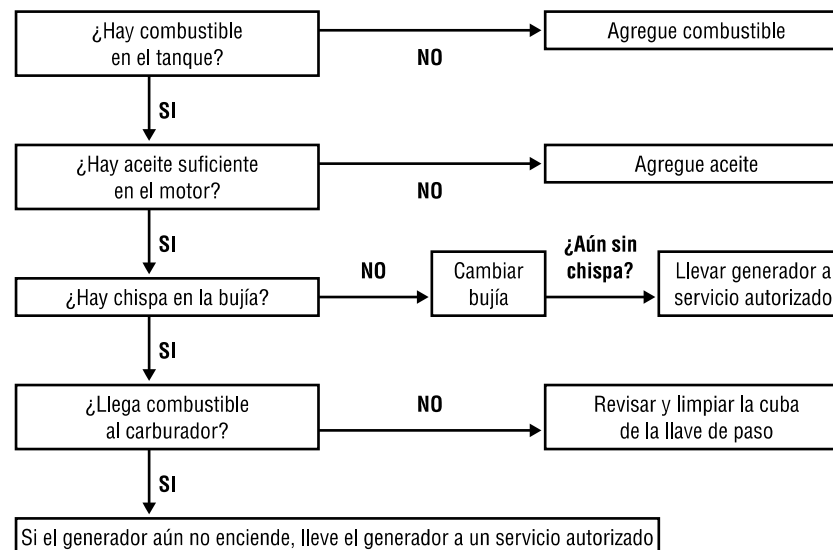 ¿Hay combustible
en el tanque?
NO
Agregue combustible
SI
¿Hay aceite suficiente
en el motor?
NO
Agregue aceite
SI
¿Hay chispa en la bujía?
NO
Cambiar
bujía
¿Aún sin
chispa?
Llevar generador a
servicio autorizado
SI
¿Llega combustible
al carburador?
NO
Revisar y limpiar la cuba
de la llave de paso
SI
Si el generador aún no enciende, lleve el generador a un servicio autorizado